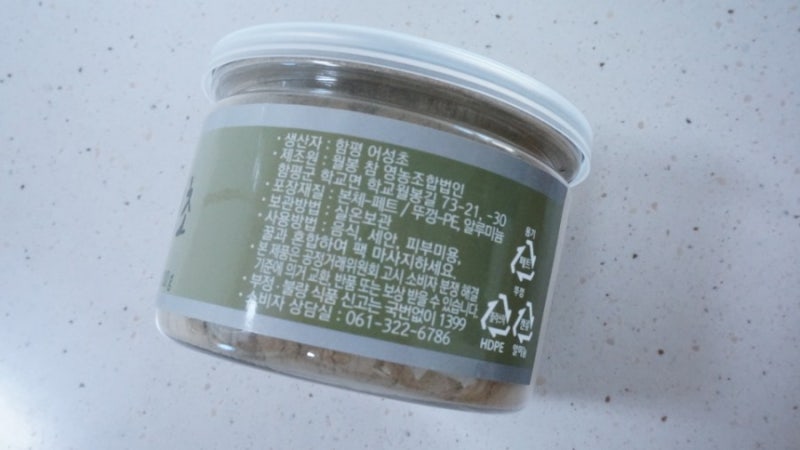 초
· 생산자 : 함평 어성초
· 제조원 : 월봉 참 영농조합법인
함평군 학교면 학교월봉길 73-21, -30
· 포장재질 : 본체-페트 / 뚜껑-PE, 알루미늄
· 보관방법 : 실온보관
· 사용방법 : 음식, 세안, 피부미용,
꿀과 혼합하여 팩 마사지하세요.
· 본 제품은 공정거래위원회 고시 소비자 분쟁 해결
기준에 의거 교환, 반품 또는 보상 받을 수 있습니다.
· 부정·불량 식품 신고는 국번없이 1399
· 소비자 상담실 : 061-322-6786
용기
페트
뚜껑
HDPE